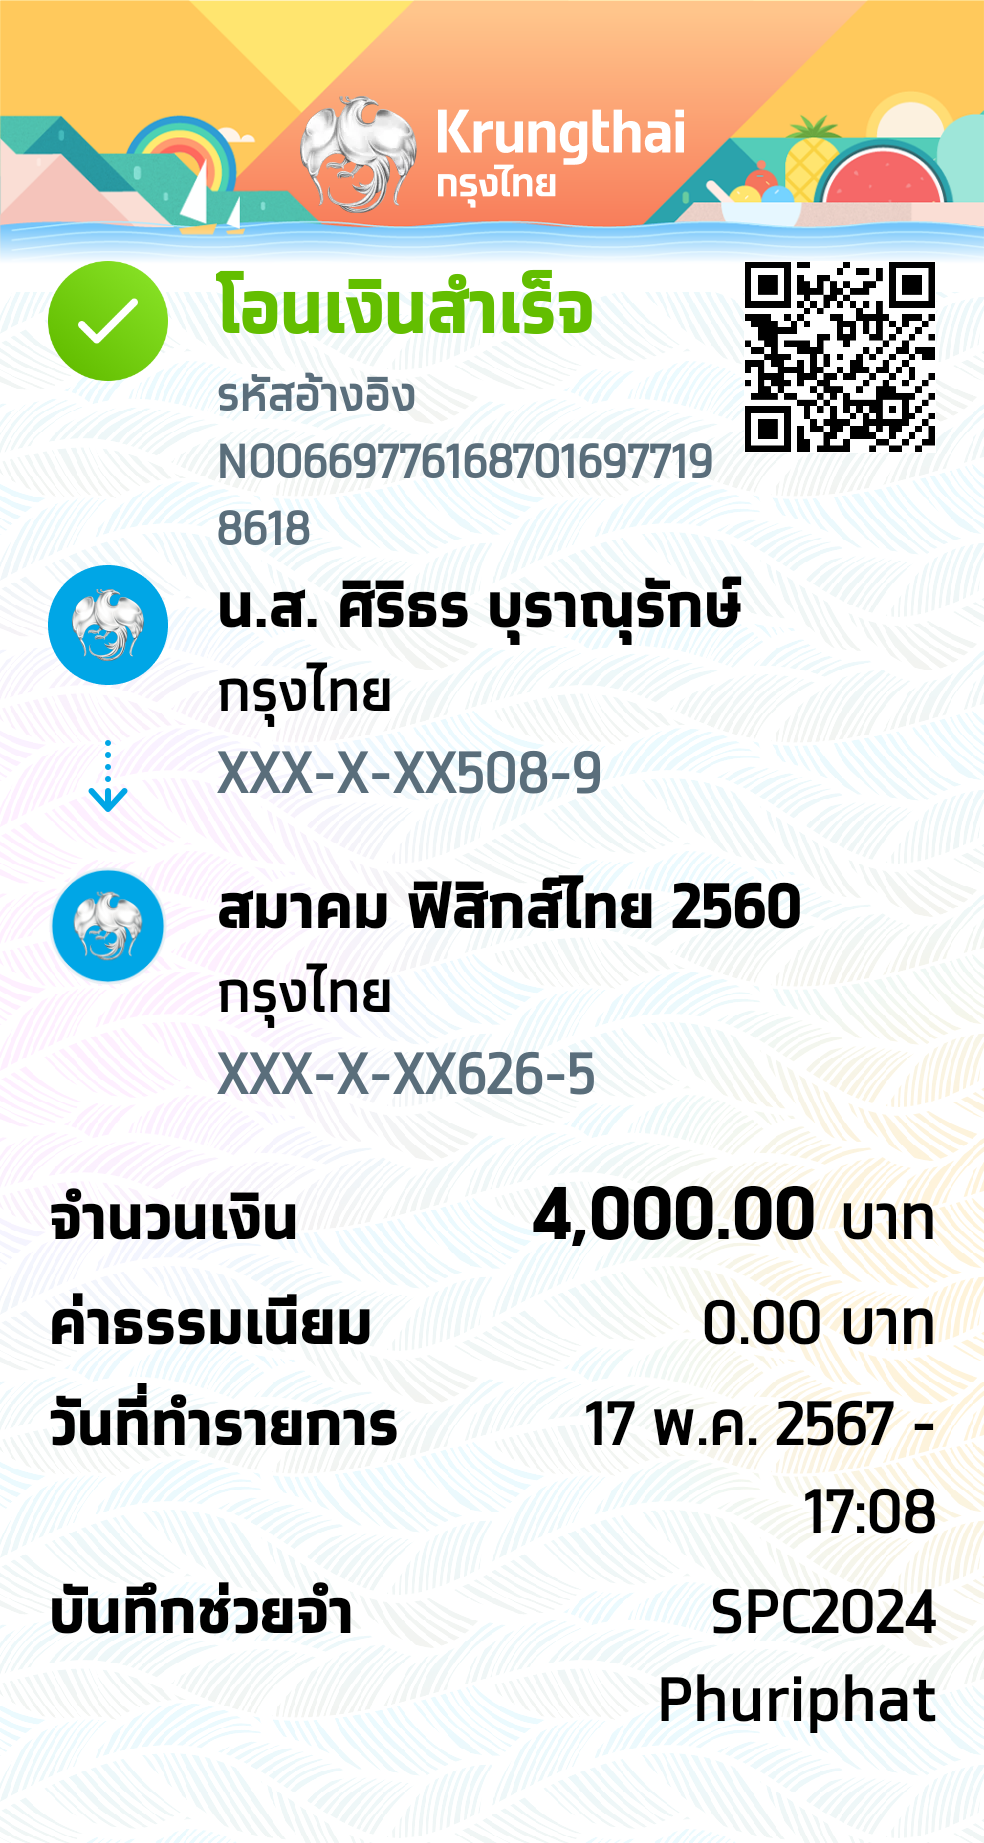 Krungthai
กรุงไทย
โอนเงินสำเร็จ
รหัสอ้างอิง
N00669776168701697719
8618
น.ส. ศิริธร บุราณุรักษ์
กรุงไทย
XXX-X-XX508-9
สมาคม ฟิสิกส์ไทย 2560
กรุงไทย
XXX-X-XX626-5
จำนวนเงิน 4,000.00 บาท
ค่าธรรมเนียม 0.00 บาท
วันที่ทำรายการ 17 พ.ค. 2567 -
17:08
บันทึกช่วยจำ SPC2024
Phuriphat